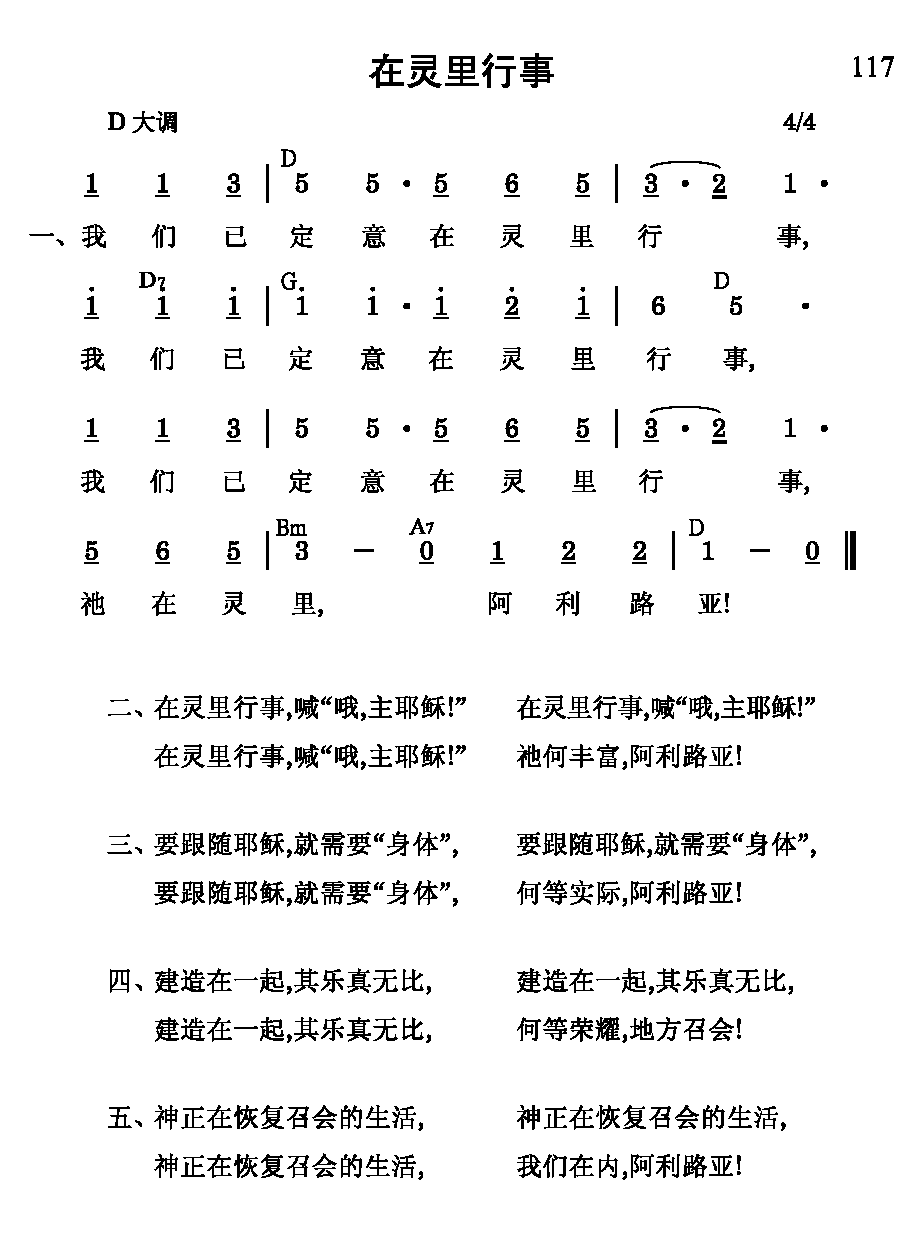 在灵里行事 117
D 大调 4/4
D
1 1 3 | 5 5 · 5 6 5 | 3 · 2 1 ·
一、我 们 已 定 意 在 灵 里 行 事,
D7 G D
1 1 1 | 1 1 · 1 2 1 | 6 5 ·
我 们 已 定 意 在 灵 里 行 事,
1 1 3 | 5 5 · 5 6 5 | 3 · 2 1 ·
我 们 已 定 意 在 灵 里 行 事,
Bm A7 D
5 6 5 | 3 – 0 1 2 2 | 1 – 0
祂 在 灵 里, 阿 利 路 亚!
二、在灵里行事,喊“哦,主耶稣!” 在灵里行事,喊“哦,主耶稣!”
在灵里行事,喊“哦,主耶稣!” 祂何丰富,阿利路亚!
三、要跟随耶稣,就需要“身体”, 要跟随耶稣,就需要“身体”,
要跟随耶稣,就需要“身体”, 何等实际,阿利路亚!
四、建造在一起,其乐真无比, 建造在一起,其乐真无比,
建造在一起,其乐真无比, 何等荣耀,地方召会!
五、神正在恢复召会的生活, 神正在恢复召会的生活,
神正在恢复召会的生活, 我们在内,阿利路亚!